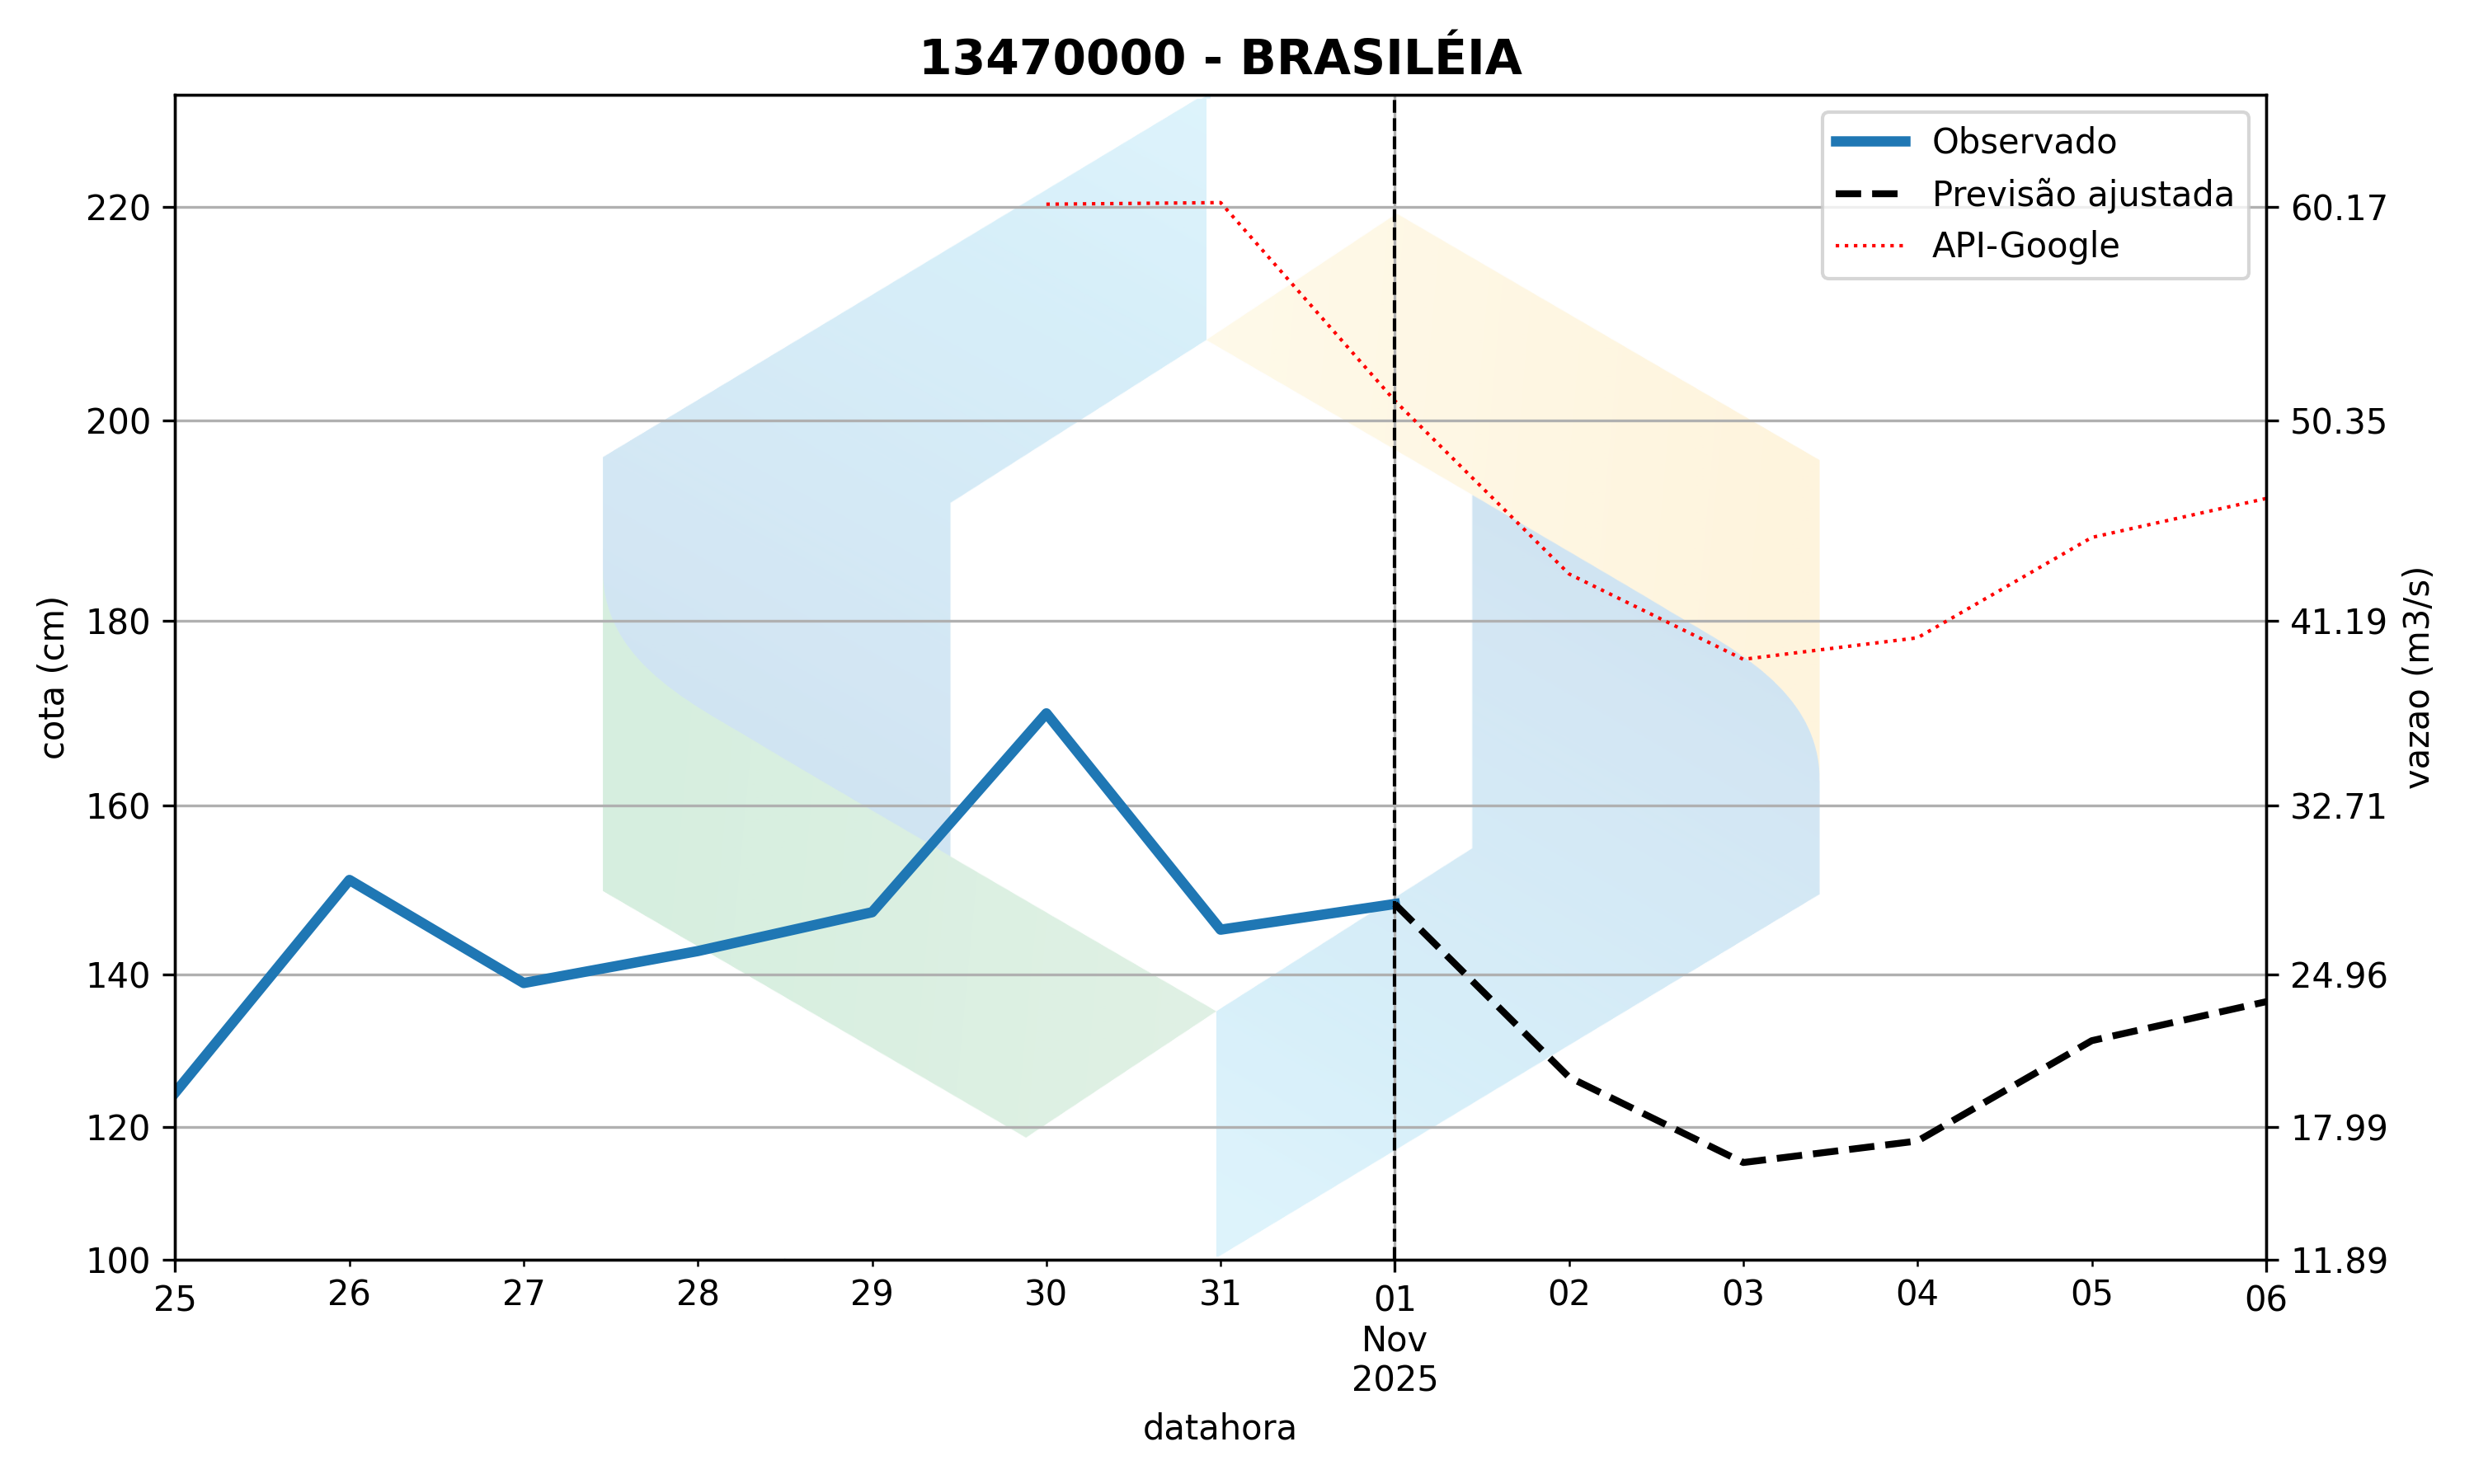 13470000 - BRASILÉIA
Observado
Previsão ajustada
API-Google
220
200
180
160
140
120
100
cota (cm)
60.17
50.35
41.19
32.71
24.96
17.99
11.89
vazao (m3/s)
25 26 27 28 29 30 31 01 02 03 04 05 06
Nov
2025
datahora